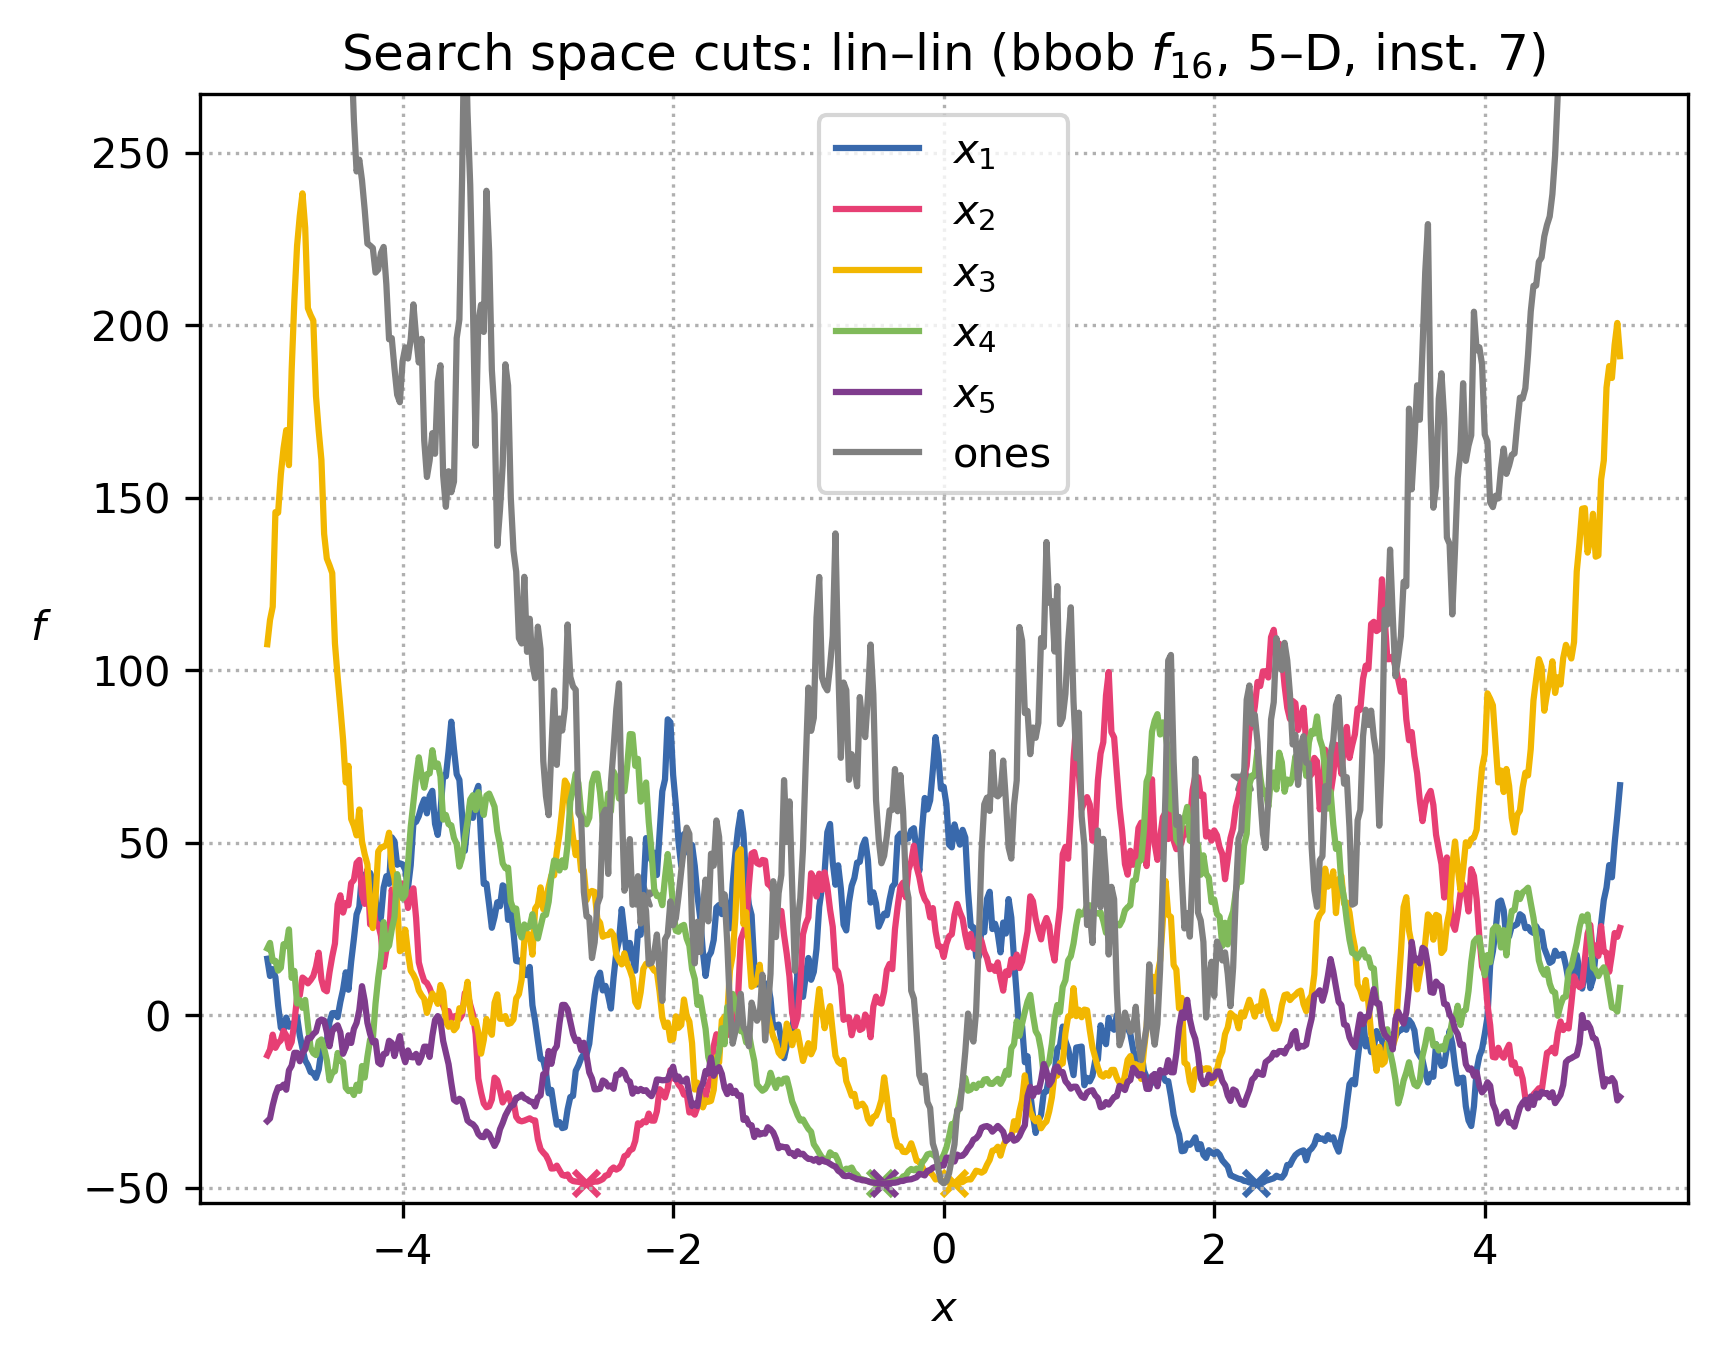 Search space cuts: lin–lin (bbob f₁₆, 5–D, inst. 7)
250
200
150
100
50
0
−50
f
x₁
x₂
x₃
x₄
x₅
ones
−4 −2 0 2 4
x